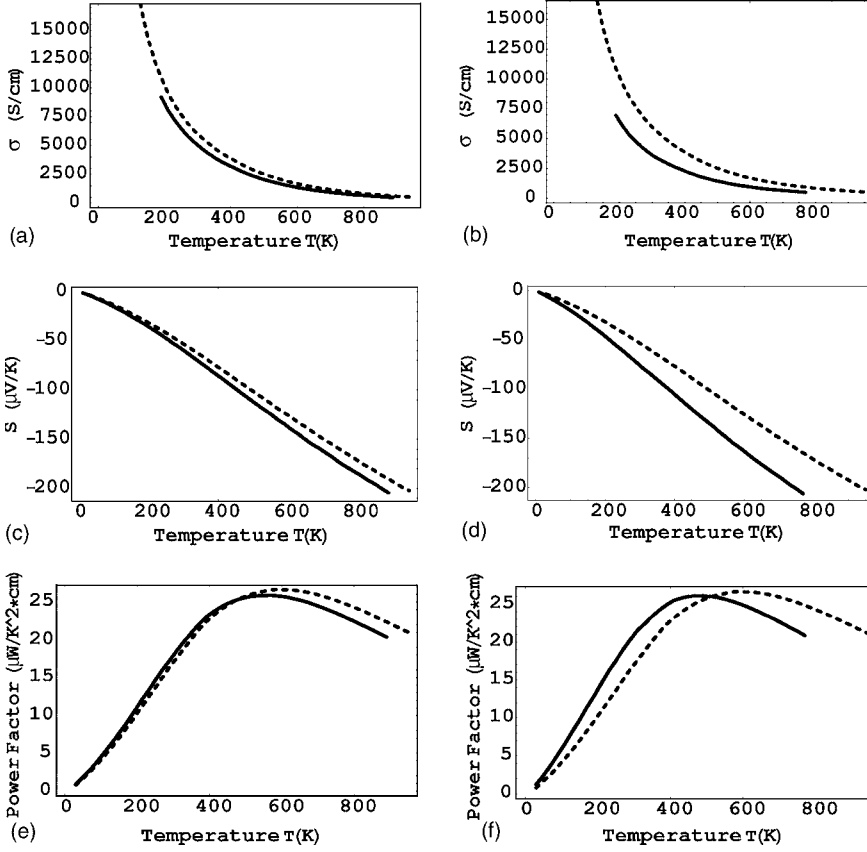 15000
12500
10000
7500
5000
2500
0
σ (S/cm)
0 200 400 600 800
(a)
Temperature T(K)
15000
12500
10000
7500
5000
2500
0
σ (S/cm)
0 200 400 600 800
(b)
Temperature T(K)
0
-50
-100
-150
-200
S (μV/K)
0 200 400 600 800
(c)
Temperature T(K)
0
-50
-100
-150
-200
S (μV/K)
0 200 400 600 800
(d)
Temperature T(K)
25
20
15
10
5
0
Power Factor (μW/K^2*cm)
0 200 400 600 800
(e)
Temperature T(K)
25
20
15
10
5
0
Power Factor (μW/K^2*cm)
0 200 400 600 800
(f)
Temperature T(K)